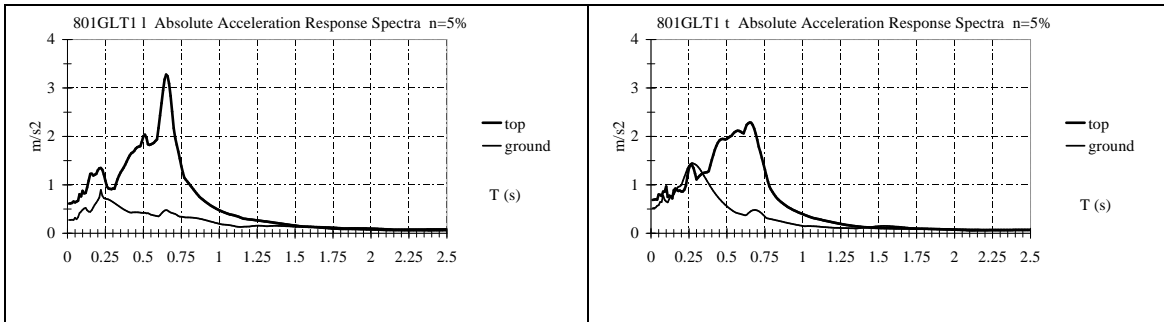 801GLT1 l Absolute Acceleration Response Spectra n=5%
4
3
2
1
0
m/s2
0 0.25 0.5 0.75 1 1.25 1.5 1.75 2 2.25 2.5
top
ground
T (s)
801GLT1 t Absolute Acceleration Response Spectra n=5%
4
3
2
1
0
m/s2
0 0.25 0.5 0.75 1 1.25 1.5 1.75 2 2.25 2.5
top
ground
T (s)